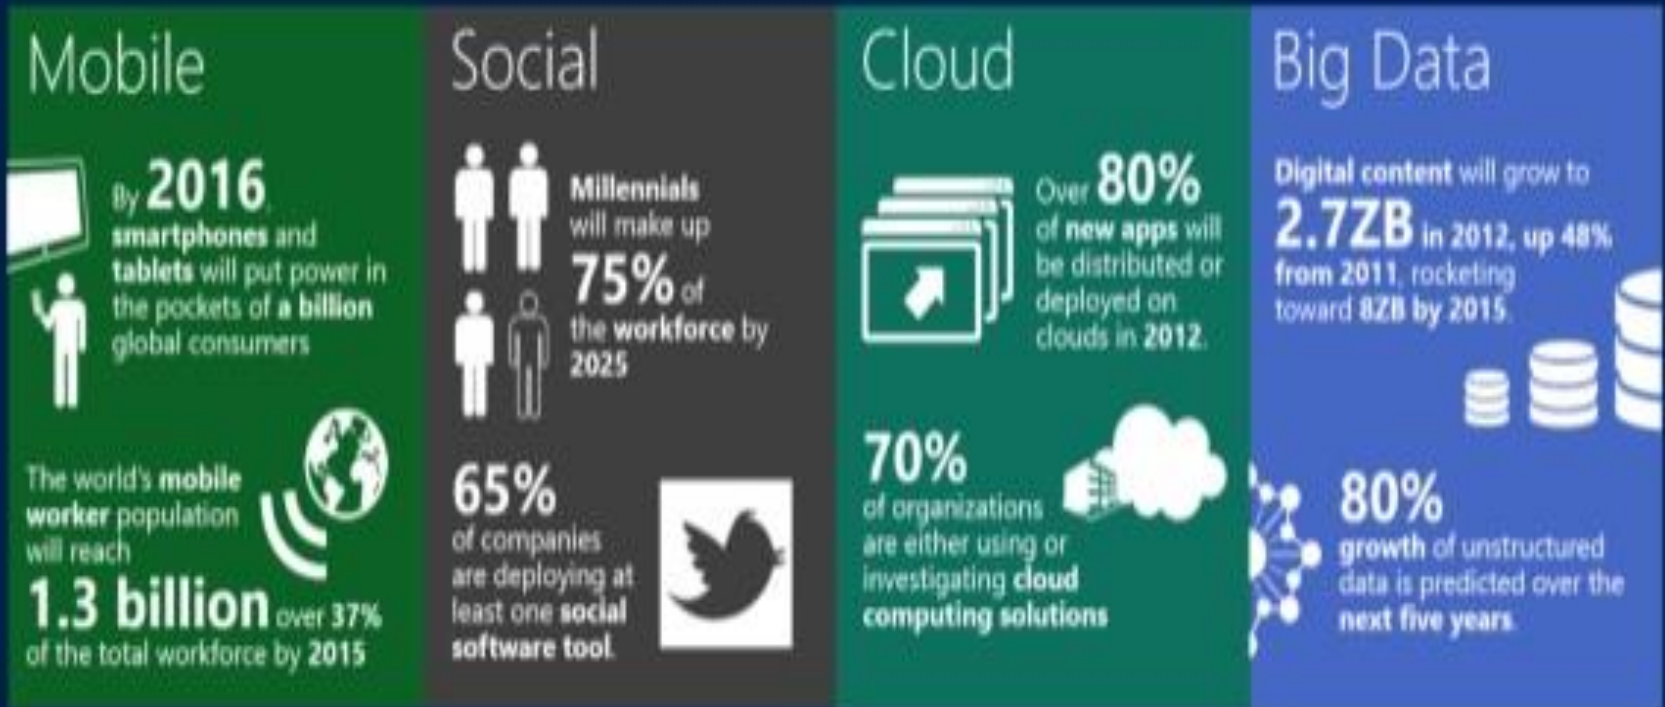 Mobile
By 2016,
smartphones and
tablets will put power in
the pockets of a billion
global consumers
The world's mobile
worker population
will reach
1.3 billion over 37%
of the total workforce by 2015
Social
Millennials
will make up
75% of
the workforce by
2025
65%
of companies
are deploying at
least one social
software tool.
Cloud
Over 80%
of new apps will
be distributed or
deployed on
clouds in 2012.
70%
of organizations
are either using or
investigating cloud
computing solutions
Big Data
Digital content will grow to
2.7ZB in 2012, up 48%
from 2011, rocketing
toward 8ZB by 2015.
80%
growth of unstructured
data is predicted over the
next five years.